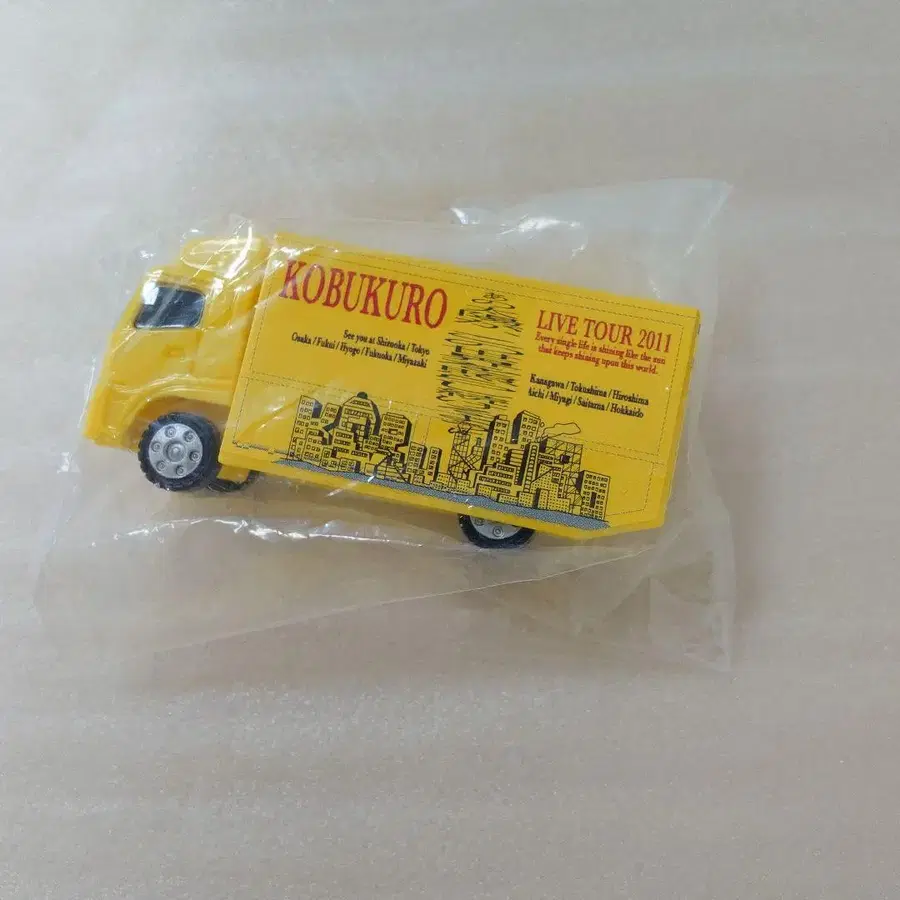 KOBUKURO
See you at Shizuoka / Tokyo
Osaka / Fukui / Hyogo / Fukuoka / Miyazaki
LIVE TOUR 2011
Every single life is shining like the sun
that keeps shining upon this world.
Kanagawa / Tokushima / Hiroshima
Aichi / Miyagi / Saitama / Hokkaido